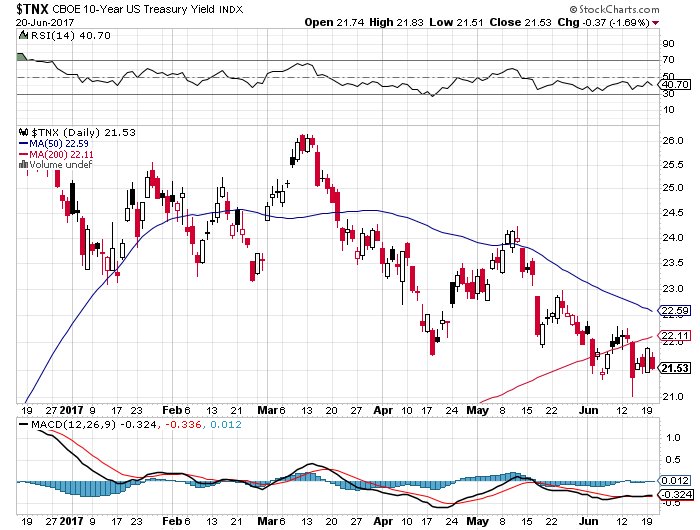 $TNX CBOE 10-Year US Treasury Yield INDX © StockCharts.com
20-Jun-2017 Open 21.74 High 21.83 Low 21.51 Close 21.53 Chg -0.37 (-1.69%)
RSI(14) 40.70
90
70
50
40.70
30
10
$TNX (Daily) 21.53
MA(50) 22.59
MA(200) 22.11
Volume undef
26.0
25.5
25.0
24.5
24.0
23.5
23.0
22.59
22.5
22.11
22.0
21.53
21.0
19 27 2017 9 17 23 Feb 6 13 21 Mar 6 13 20 27 Apr 10 17 24 May 8 15 22 Jun 12 19
MACD(12,26,9) -0.324, -0.336, 0.012
0.5
0.012
-0.324
-0.5
19 27 2017 9 17 23 Feb 6 13 21 Mar 6 13 20 27 Apr 10 17 24 May 8 15 22 Jun 12 19